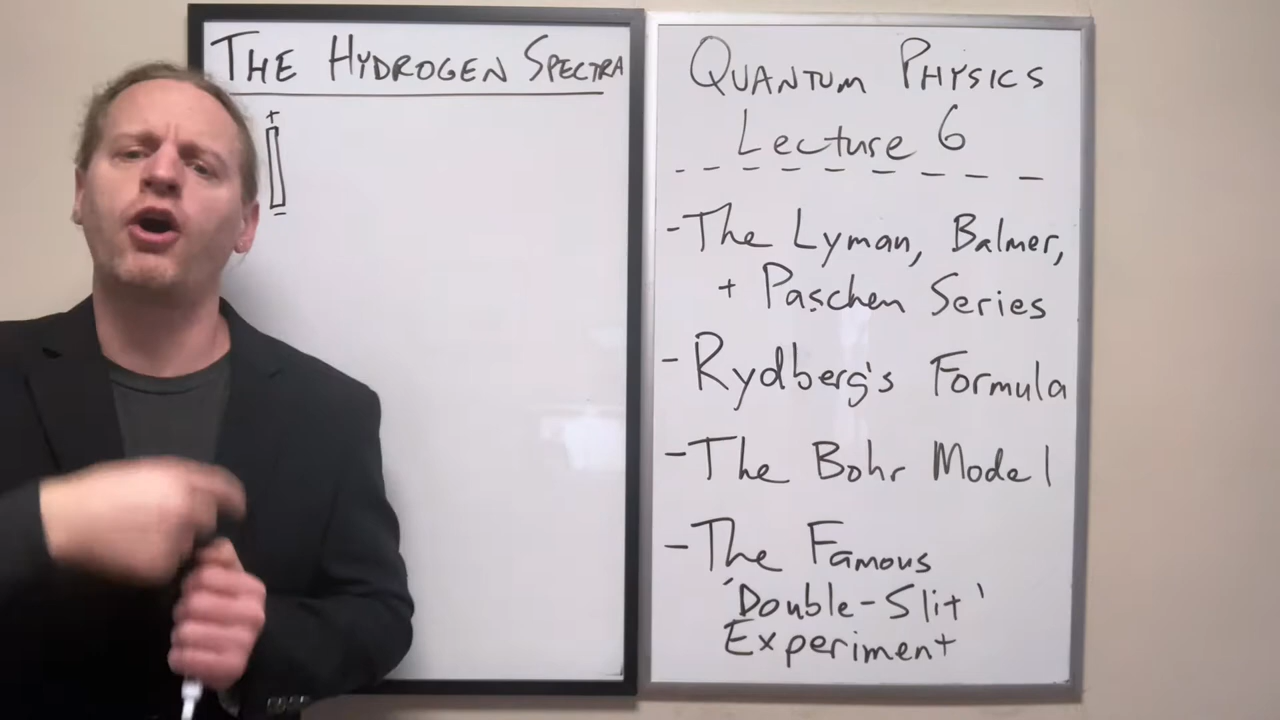 THE HYDROGEN SPECTRA
+
-
QUANTUM PHYSICS
Lecture 6
- The Lyman, Balmer,
+ Paschen Series
- Rydberg's Formula
- The Bohr Model
- The Famous
'Double-Slit'
Experiment